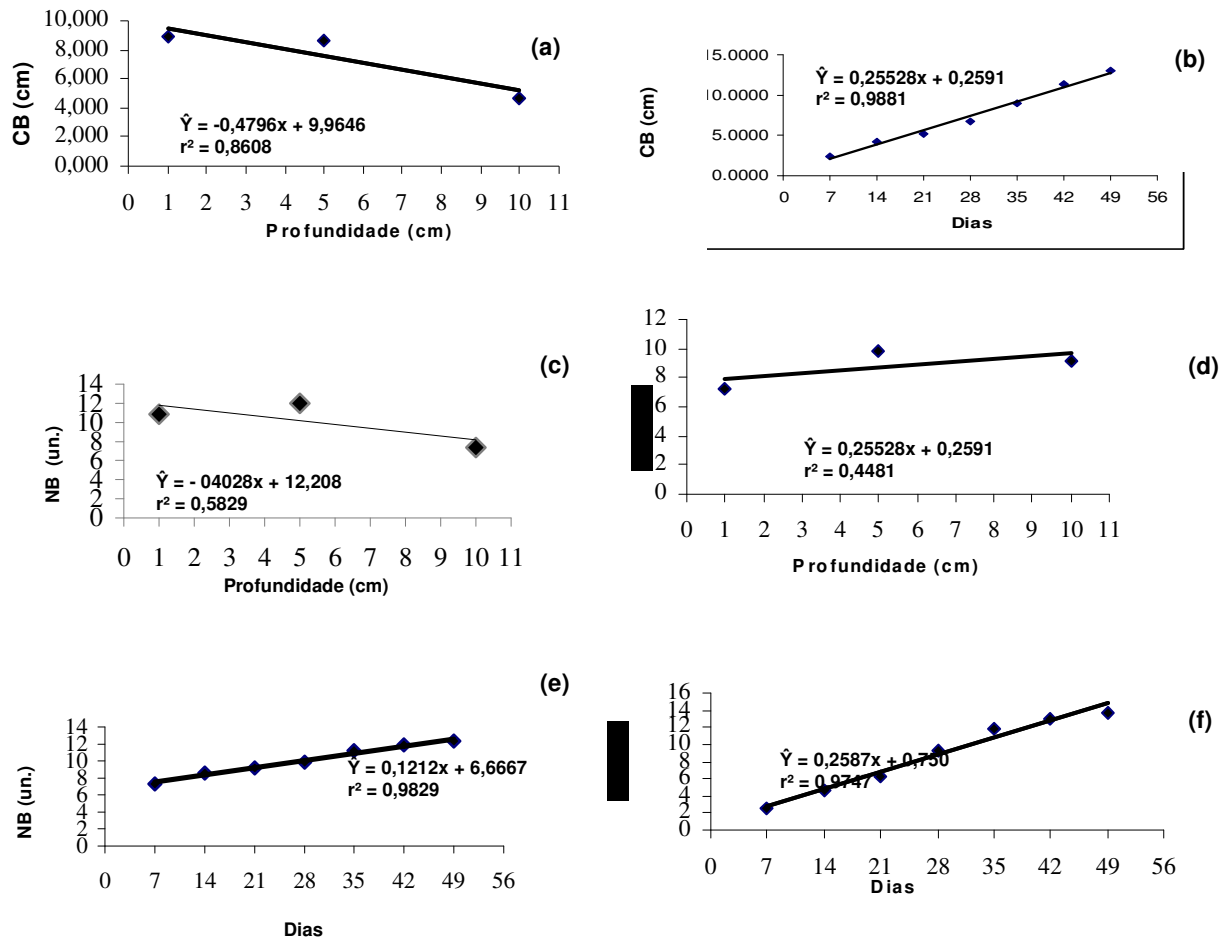 (a)
10,000
8,000
6,000
4,000
2,000
0,000
CB (cm)
Ŷ = -0,4796x + 9,9646
r² = 0,8608
0 1 2 3 4 5 6 7 8 9 10 11
Profundidade (cm)
(b)
15.0000
10.0000
5.0000
0.0000
CB (cm)
Ŷ = 0,25528x + 0,2591
r² = 0,9881
0 7 14 21 28 35 42 49 56
Dias
(c)
14
12
10
8
6
4
2
0
NB (un.)
Ŷ = - 04028x + 12,208
r² = 0,5829
0 1 2 3 4 5 6 7 8 9 10 11
Profundidade (cm)
(d)
12
10
8
6
4
2
0
Ŷ = 0,25528x + 0,2591
r² = 0,4481
0 1 2 3 4 5 6 7 8 9 10 11
Profundidade (cm)
(e)
14
12
10
8
6
4
2
0
NB (un.)
Ŷ = 0,1212x + 6,6667
r² = 0,9829
0 7 14 21 28 35 42 49 56
Dias
(f)
16
14
12
10
8
6
4
2
0
Ŷ = 0,2587x + 0,750
r² = 0,9747
0 7 14 21 28 35 42 49 56
Dias